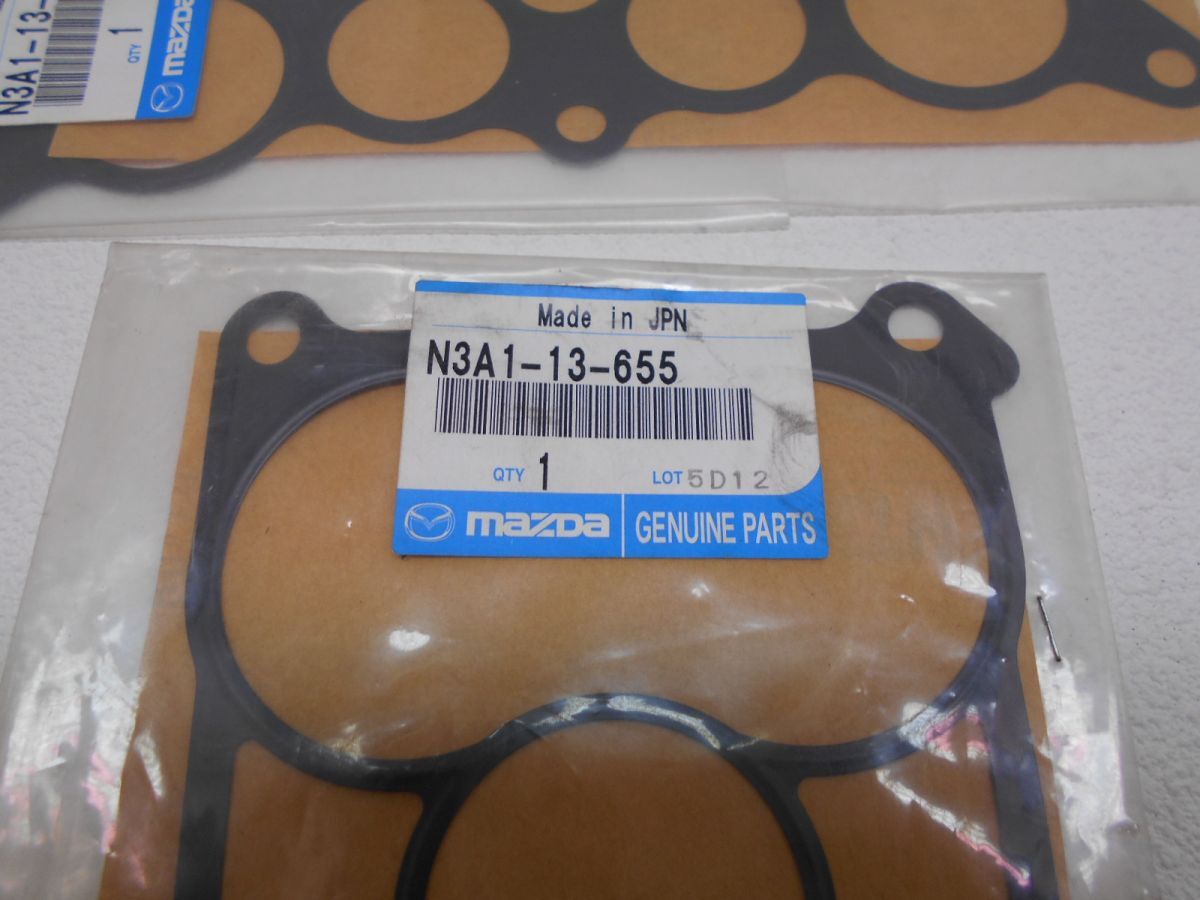 N3A1-13-
QTY 1
mazda
Made in JPN
N3A1-13-655
QTY 1 LOT 5D12
mazda GENUINE PARTS